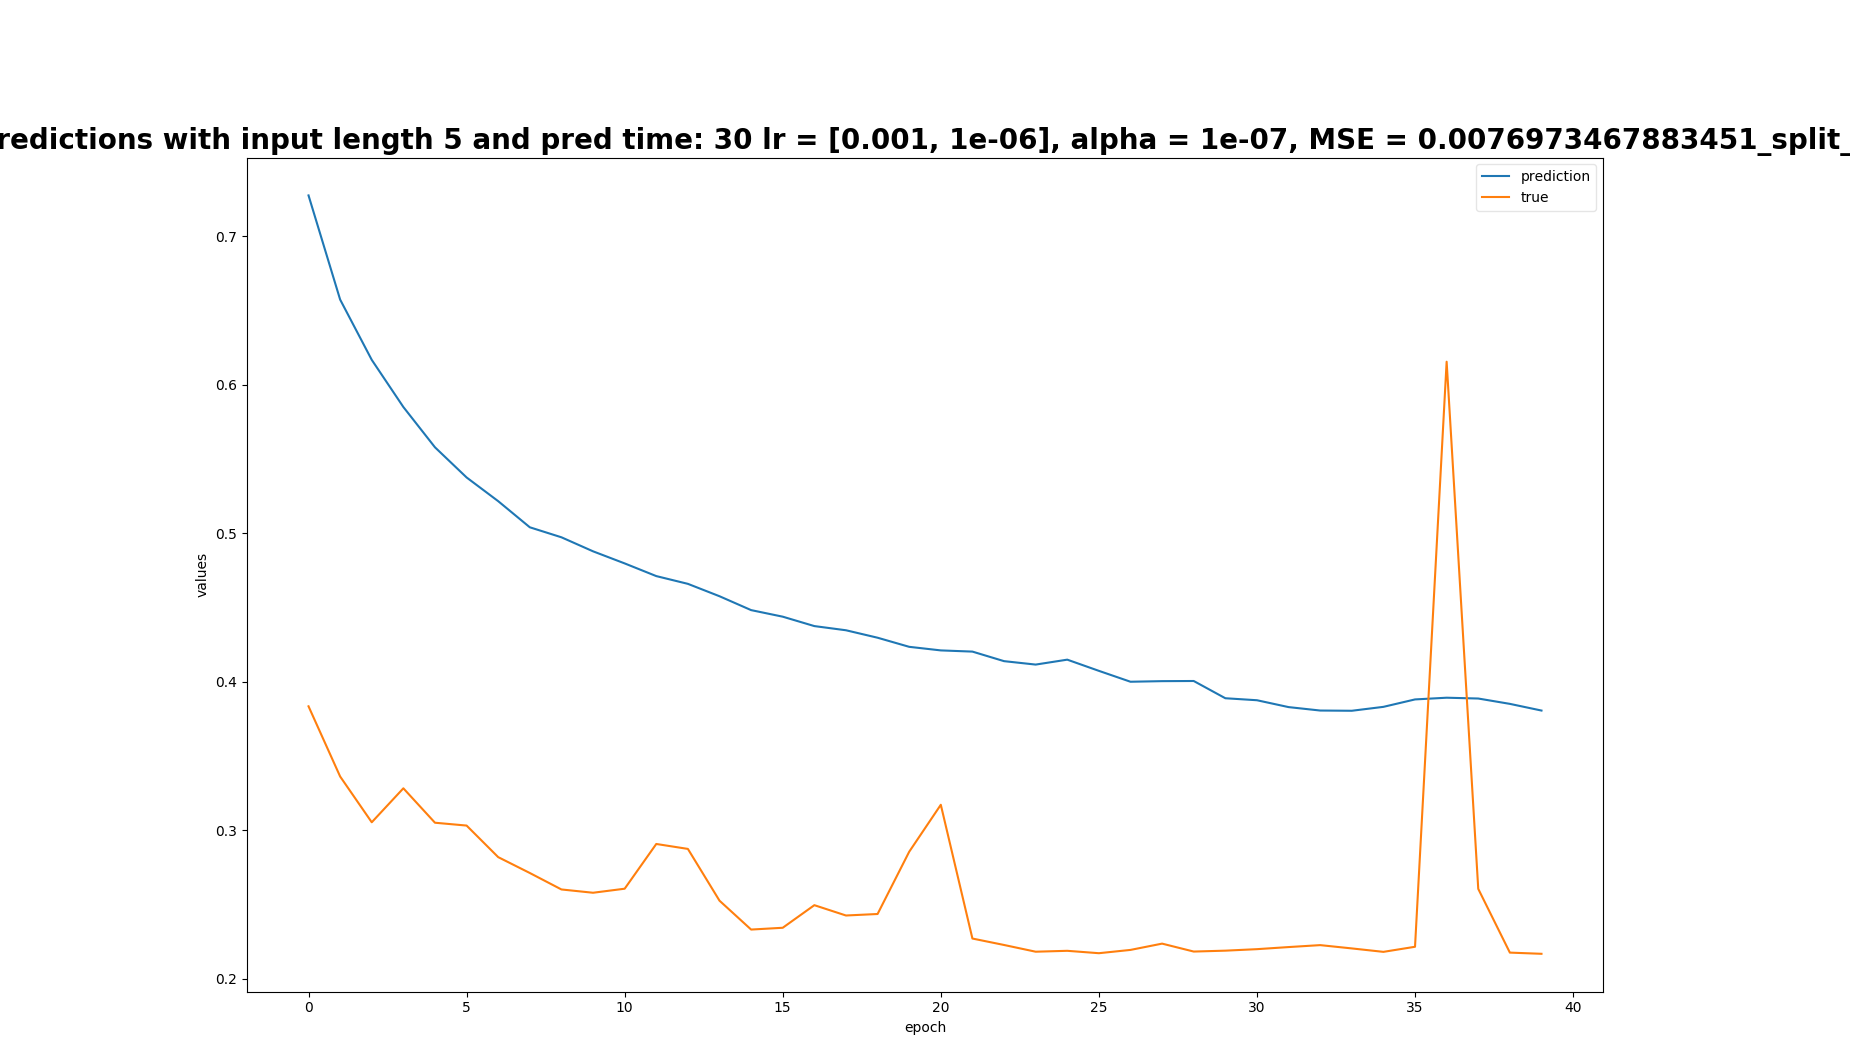 redictions with input length 5 and pred time: 30 lr = [0.001, 1e-06], alpha = 1e-07, MSE = 0.0076973467883451_split_
prediction
true
0.7
0.6
0.5
0.4
0.3
0.2
values
0 5 10 15 20 25 30 35 40
epoch